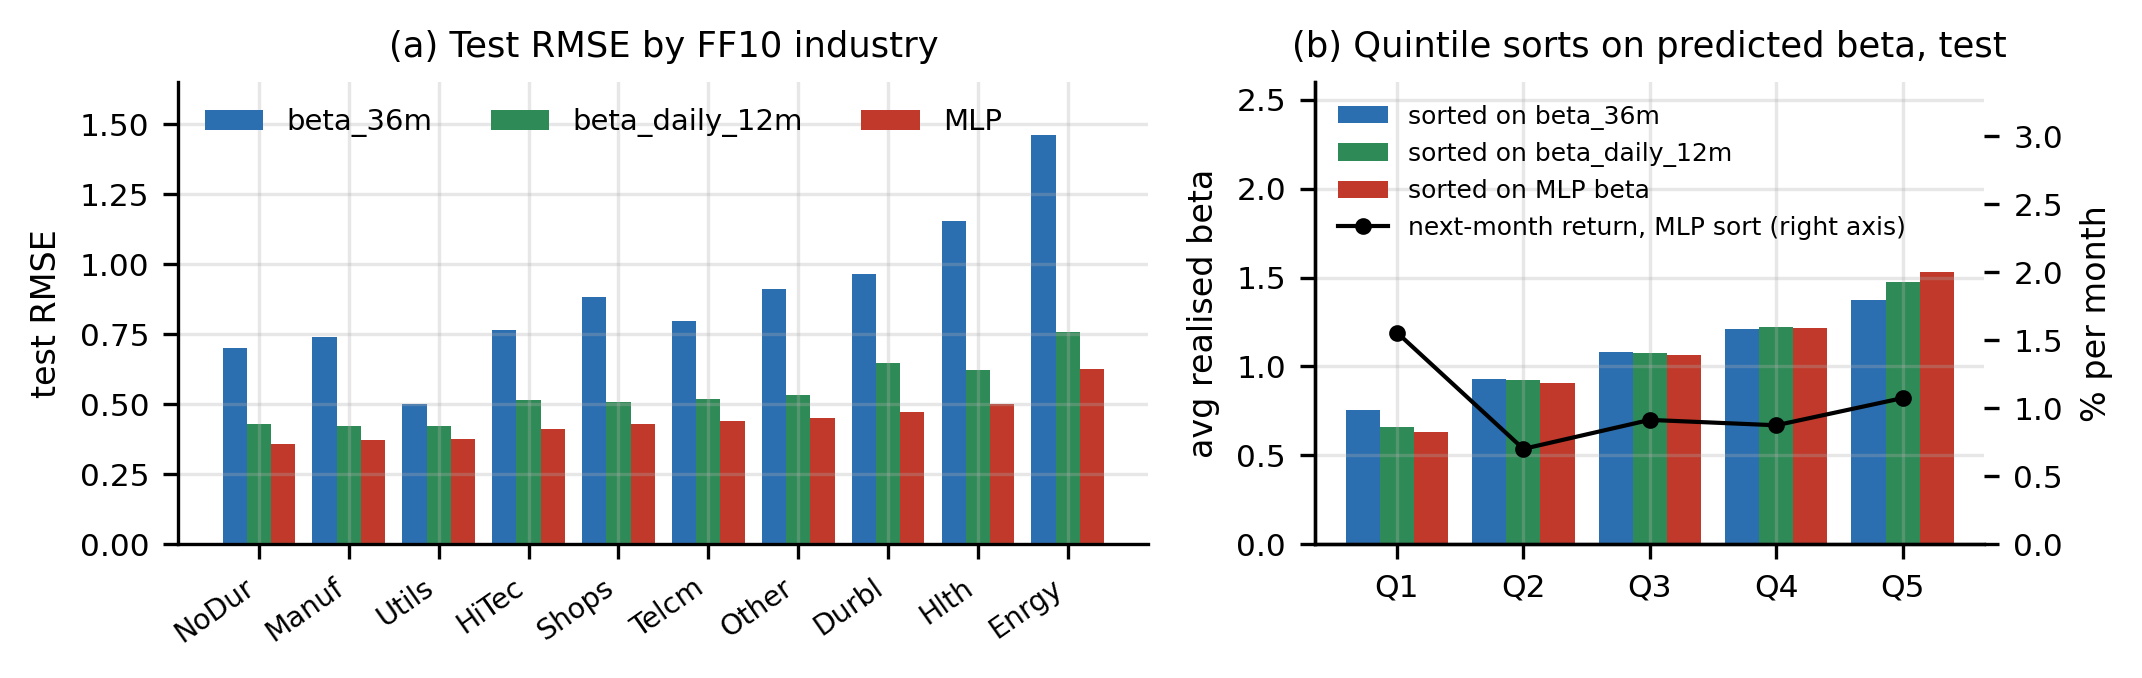 (a) Test RMSE by FF10 industry
beta_36m
beta_daily_12m
MLP
test RMSE
1.50
1.25
1.00
0.75
0.50
0.25
0.00
NoDur
Manuf
Utils
HiTec
Shops
Telcm
Other
Durbl
Hlth
Enrgy
(b) Quintile sorts on predicted beta, test
sorted on beta_36m
sorted on beta_daily_12m
sorted on MLP beta
next-month return, MLP sort (right axis)
avg realised beta
2.5
2.0
1.5
1.0
0.5
0.0
Q1
Q2
Q3
Q4
Q5
3.0
2.5
2.0
1.5
1.0
0.5
0.0
% per month